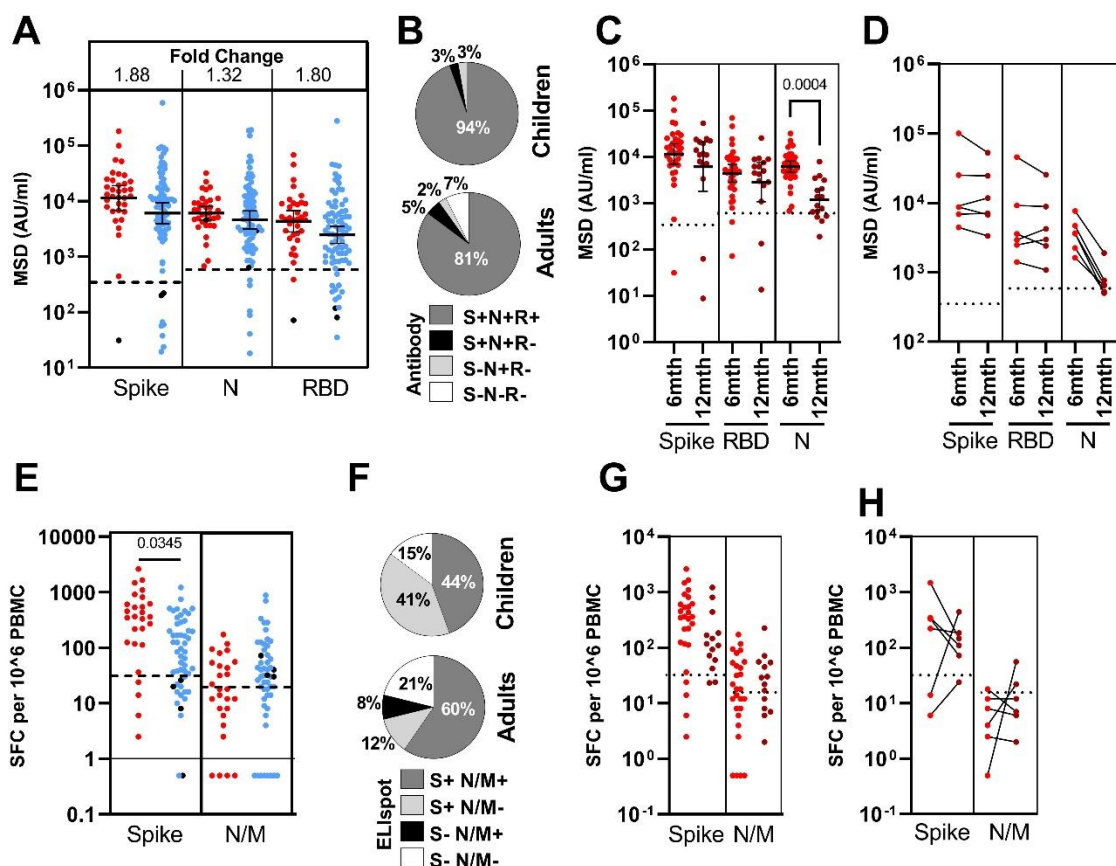 A
Fold Change
1.88 1.32 1.80
MSD (AU/ml)
10^6
10^5
10^4
10^3
10^2
10^1
Spike N RBD
B
3% 3%
94%
Children
2% 7%
5%
81%
Adults
Antibody
S+N+R+
S+N+R-
S-N+R-
S-N-R-
C
MSD (AU/ml)
10^6
10^5
10^4
10^3
10^2
10^1
10^0
0.0004
6mth 12mth 6mth 12mth 6mth 12mth
Spike RBD N
D
MSD (AU/ml)
10^6
10^5
10^4
10^3
10^2
6mth 12mth 6mth 12mth 6mth 12mth
Spike RBD N
E
SFC per 10^6 PBMC
10000
1000
100
10
1
0.1
0.0345
Spike N/M
F
15%
44%
41%
Children
21%
8%
60%
12%
Adults
ELIspot
S+ N/M+
S+ N/M-
S- N/M+
S- N/M-
G
SFC per 10^6 PBMC
10^4
10^3
10^2
10^1
10^0
10^-1
Spike N/M
H
SFC per 10^6 PBMC
10^4
10^3
10^2
10^1
10^0
10^-1
Spike N/M